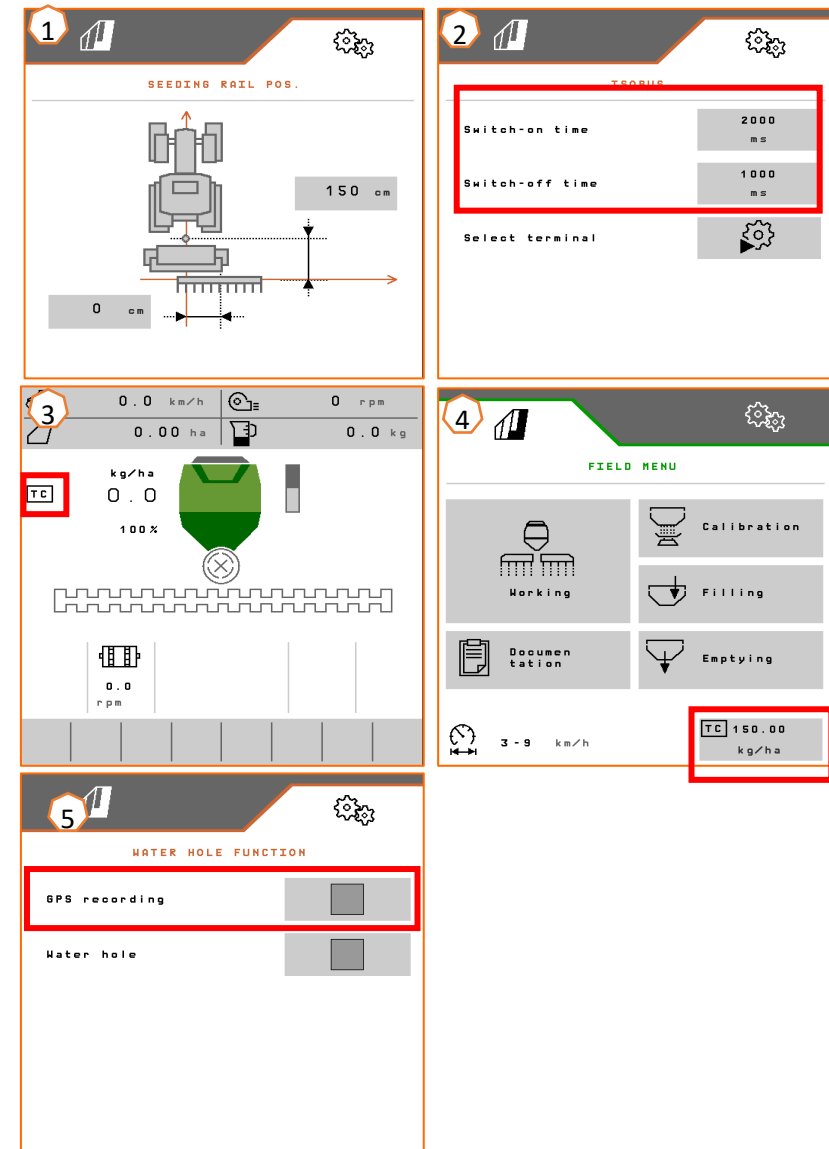 1
SEEDING RAIL POS.
150 cm
0 cm
2
ISOBUS
Switch-on time
2000
ms
Switch-off time
1000
ms
Select terminal
3
0.0 km/h
0 rpm
0.00 ha
0.0 kg
TC
kg/ha
0.0
100%
0.0
rpm
4
FIELD MENU
Working
Calibration
Filling
Documen
tation
Emptying
3-9 km/h
TC 150.00
kg/ha
5
WATER HOLE FUNCTION
GPS recording
Water hole